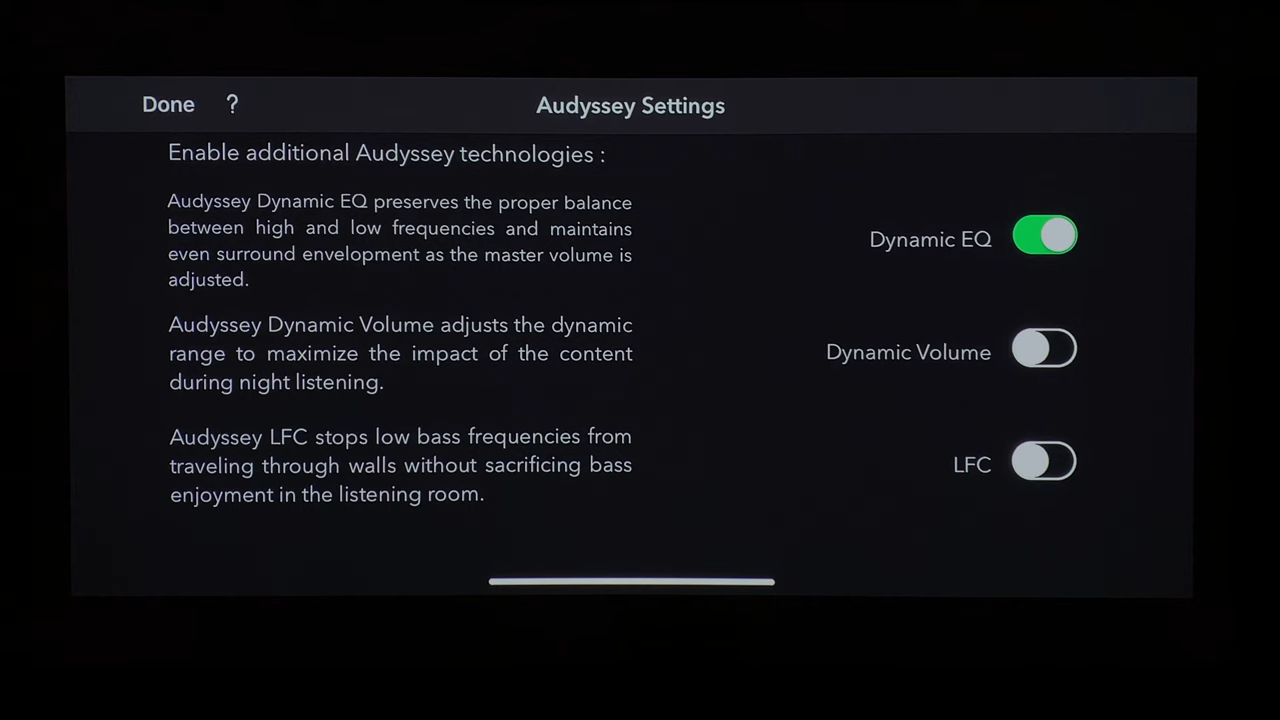 Done ? Audyssey Settings
Enable additional Audyssey technologies :
Audyssey Dynamic EQ preserves the proper balance
between high and low frequencies and maintains
even surround envelopment as the master volume is
adjusted.
Dynamic EQ
Audyssey Dynamic Volume adjusts the dynamic
range to maximize the impact of the content
during night listening.
Dynamic Volume
Audyssey LFC stops low bass frequencies from
traveling through walls without sacrificing bass
enjoyment in the listening room.
LFC